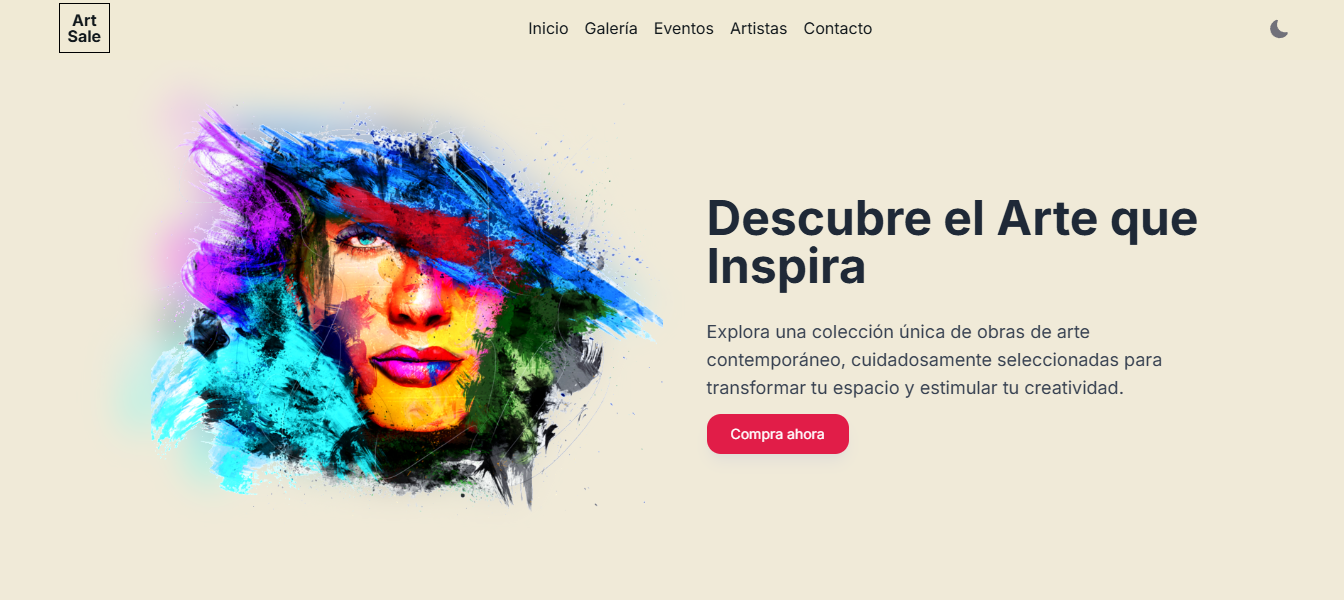 Art
Sale
Inicio Galería Eventos Artistas Contacto
Descubre el Arte que
Inspira
Explora una colección única de obras de arte
contemporáneo, cuidadosamente seleccionadas para
transformar tu espacio y estimular tu creatividad.
Compra ahora